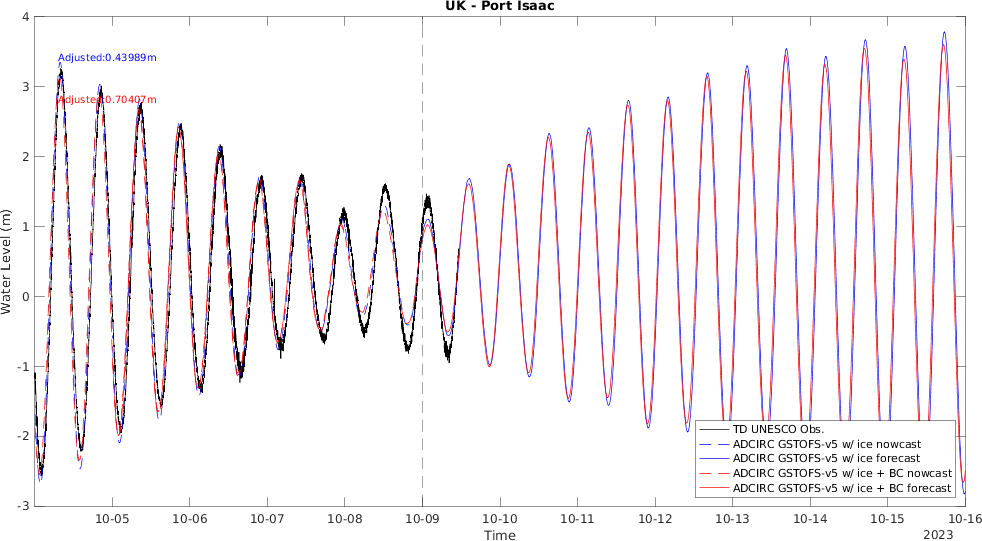 UK - Port Isaac
Water Level (m)
4
3
2
1
0
-1
-2
-3
Adjusted:0.43989m
Adjusted:0.70407m
TD UNESCO Obs.
ADCIRC GSTOFS-v5 w/ ice nowcast
ADCIRC GSTOFS-v5 w/ ice forecast
ADCIRC GSTOFS-v5 w/ ice + BC nowcast
ADCIRC GSTOFS-v5 w/ ice + BC forecast
10-05 10-06 10-07 10-08 10-09 10-10 10-11 10-12 10-13 10-14 10-15 10-16
Time
2023